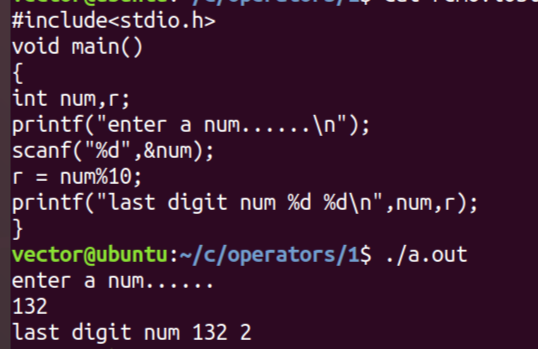 #include<stdio.h>
void main()
{
int num,r;
printf("enter a num......\n");
scanf("%d",&num);
r = num%10;
printf("last digit num %d %d\n",num,r);
}
vector@ubuntu:~/c/operators/1$ ./a.out
enter a num......
132
last digit num 132 2